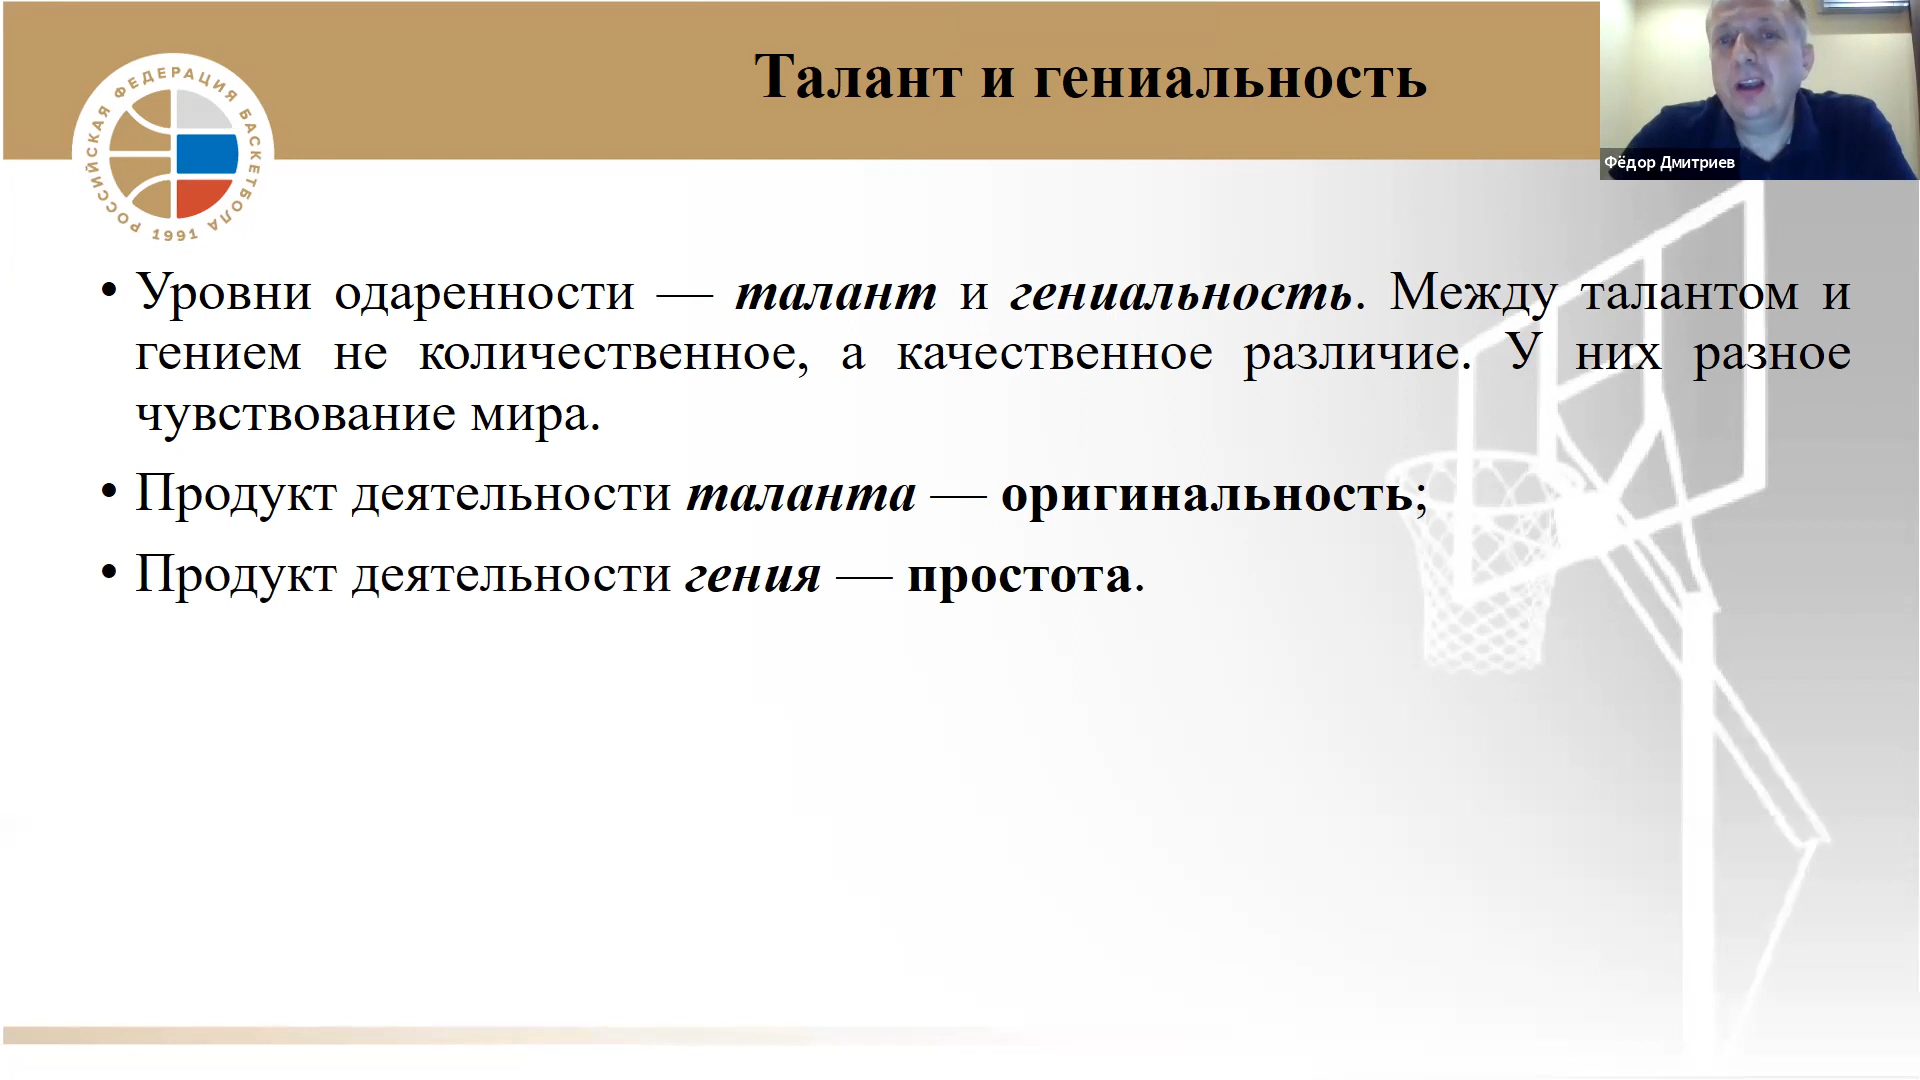 Талант и гениальность
Фёдор Дмитриев
РОССИЙСКАЯ ФЕДЕРАЦИЯ БАСКЕТБОЛА
1991
• Уровни одаренности — талант и гениальность. Между талантом и
гением не количественное, а качественное различие. У них разное
чувствование мира.
• Продукт деятельности таланта — оригинальность;
• Продукт деятельности гения — простота.